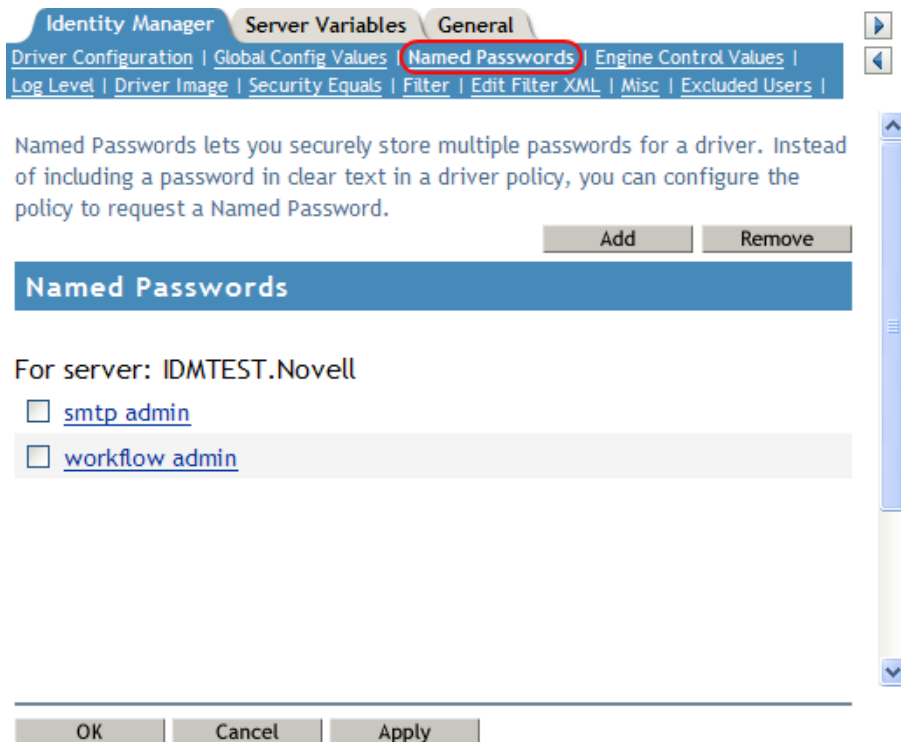 Identity Manager Server Variables General
Driver Configuration | Global Config Values | Named Passwords | Engine Control Values |
Log Level | Driver Image | Security Equals | Filter | Edit Filter XML | Misc | Excluded Users |
Named Passwords lets you securely store multiple passwords for a driver. Instead
of including a password in clear text in a driver policy, you can configure the
policy to request a Named Password.
Add Remove
Named Passwords
For server: IDMTEST.Novell
smtp admin
workflow admin
OK Cancel Apply